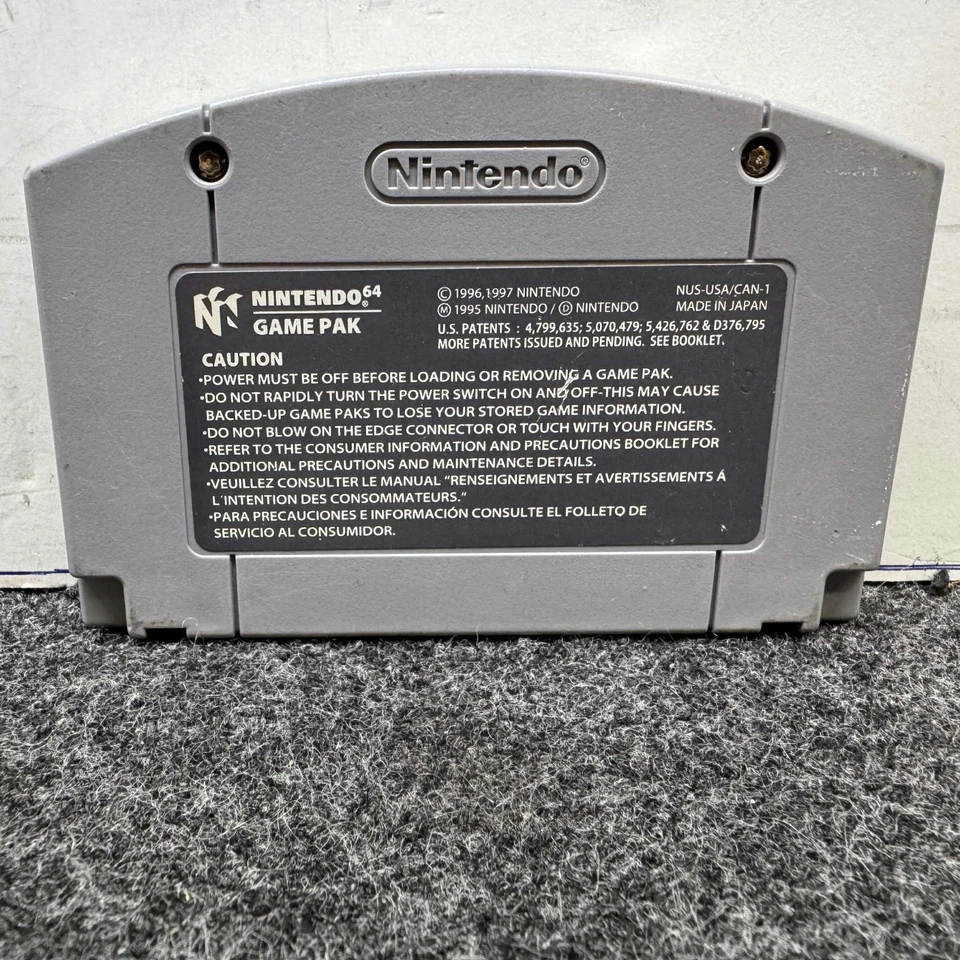 Nintendo®
NINTENDO⁶⁴®
GAME PAK
© 1996,1997 NINTENDO
Ⓜ 1995 NINTENDO / Ⓓ NINTENDO
NUS-USA/CAN-1
MADE IN JAPAN
U.S. PATENTS : 4,799,635; 5,070,479; 5,426,762 & D376,795
MORE PATENTS ISSUED AND PENDING. SEE BOOKLET.
CAUTION
•POWER MUST BE OFF BEFORE LOADING OR REMOVING A GAME PAK.
•DO NOT RAPIDLY TURN THE POWER SWITCH ON AND OFF-THIS MAY CAUSE
BACKED-UP GAME PAKS TO LOSE YOUR STORED GAME INFORMATION.
•DO NOT BLOW ON THE EDGE CONNECTOR OR TOUCH WITH YOUR FINGERS.
•REFER TO THE CONSUMER INFORMATION AND PRECAUTIONS BOOKLET FOR
ADDITIONAL PRECAUTIONS AND MAINTENANCE DETAILS.
•VEUILLEZ CONSULTER LE MANUAL “RENSEIGNEMENTS ET AVERTISSEMENTS Á
L'INTENTION DES CONSOMMATEURS.”
•PARA PRECAUCIONES E INFORMACIÓN CONSULTE EL FOLLETO DE
SERVICIO AL CONSUMIDOR.